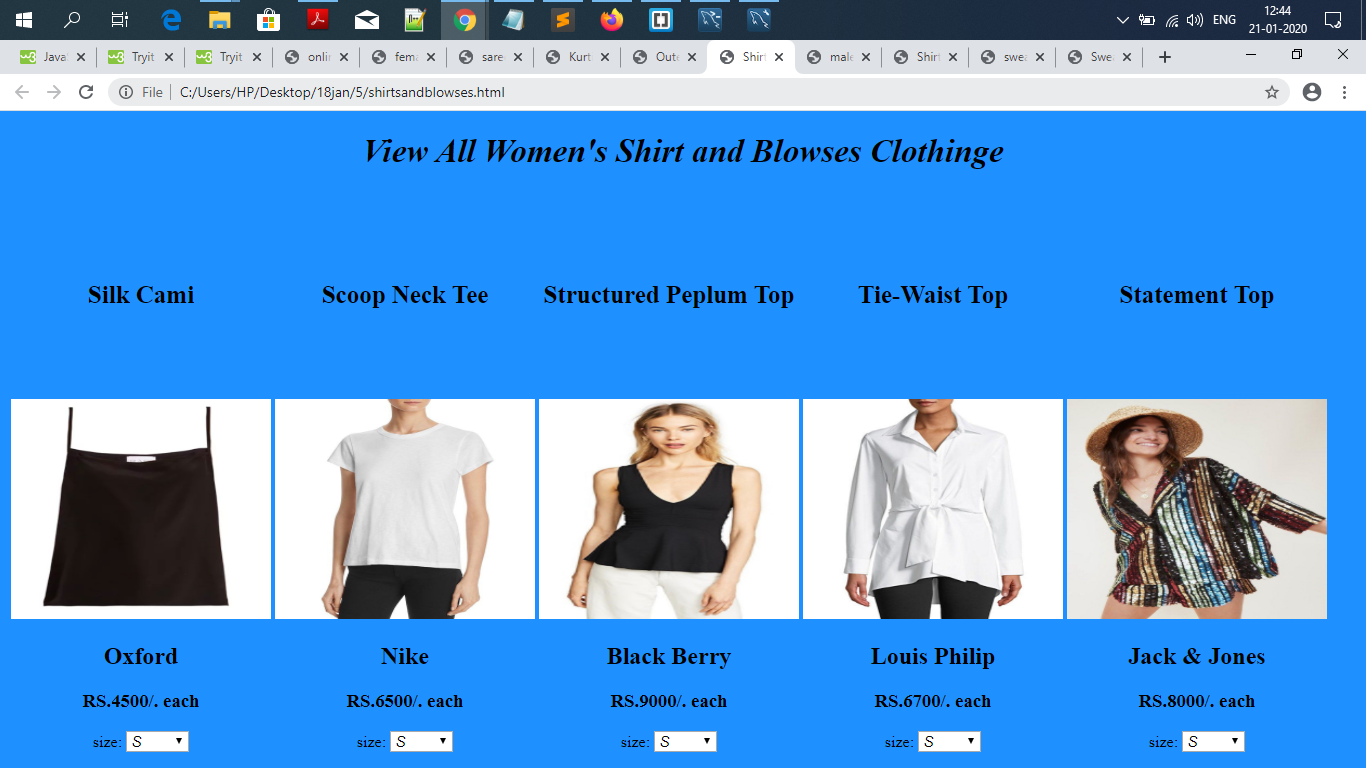 ENG
12:44
21-01-2020
Java
Tryit
Tryit
onlin
fema
sare
Kurt
Oute
Shirt
male
Shirt
swea
Swea
File
C:/Users/HP/Desktop/18jan/5/shirtsandblowses.html
View All Women's Shirt and Blowses Clothinge
Silk Cami Scoop Neck Tee Structured Peplum Top Tie-Waist Top Statement Top
Oxford Nike Black Berry Louis Philip Jack & Jones
RS.4500/. each RS.6500/. each RS.9000/. each RS.6700/. each RS.8000/. each
size: S size: S size: S size: S size: S